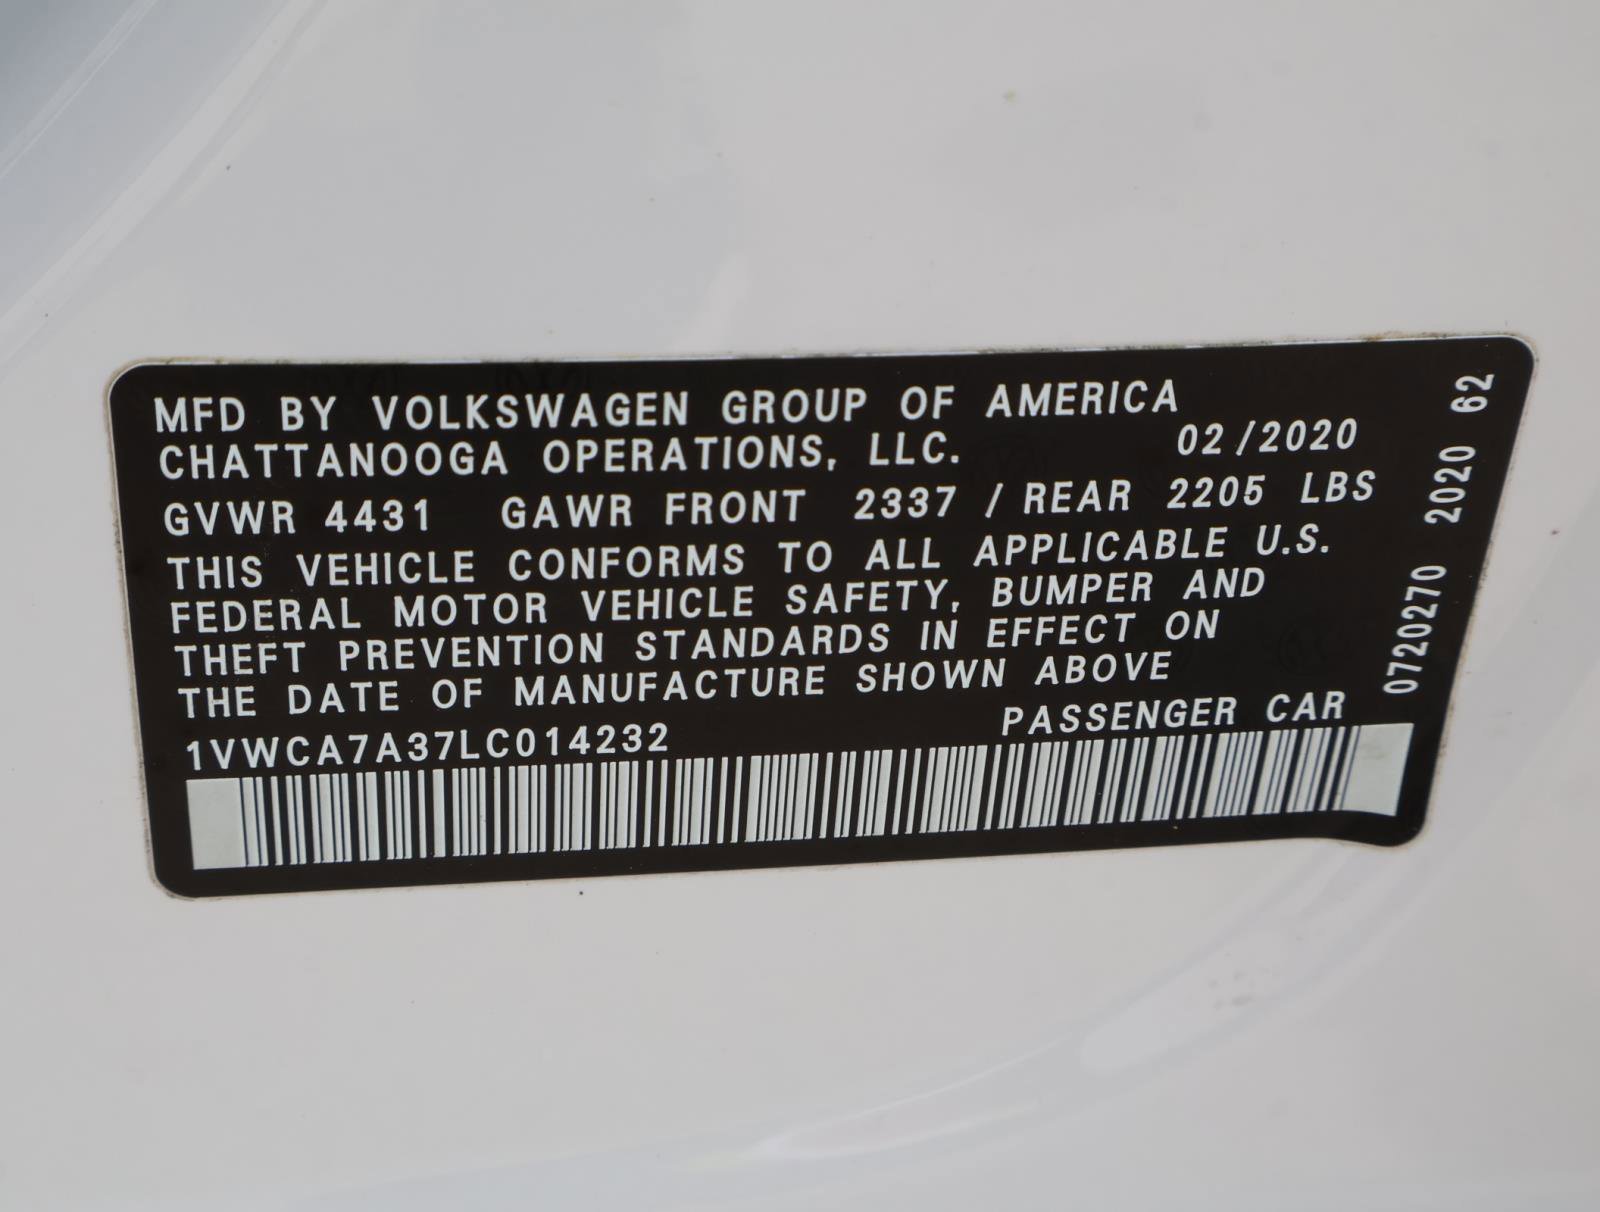 MFD BY VOLKSWAGEN GROUP OF AMERICA
CHATTANOOGA OPERATIONS, LLC. 02/2020
GVWR 4431 GAWR FRONT 2337 / REAR 2205 LBS
THIS VEHICLE CONFORMS TO ALL APPLICABLE U.S.
FEDERAL MOTOR VEHICLE SAFETY, BUMPER AND
THEFT PREVENTION STANDARDS IN EFFECT ON
THE DATE OF MANUFACTURE SHOWN ABOVE
1VWCA7A37LC014232 PASSENGER CAR
0720270 2020 62